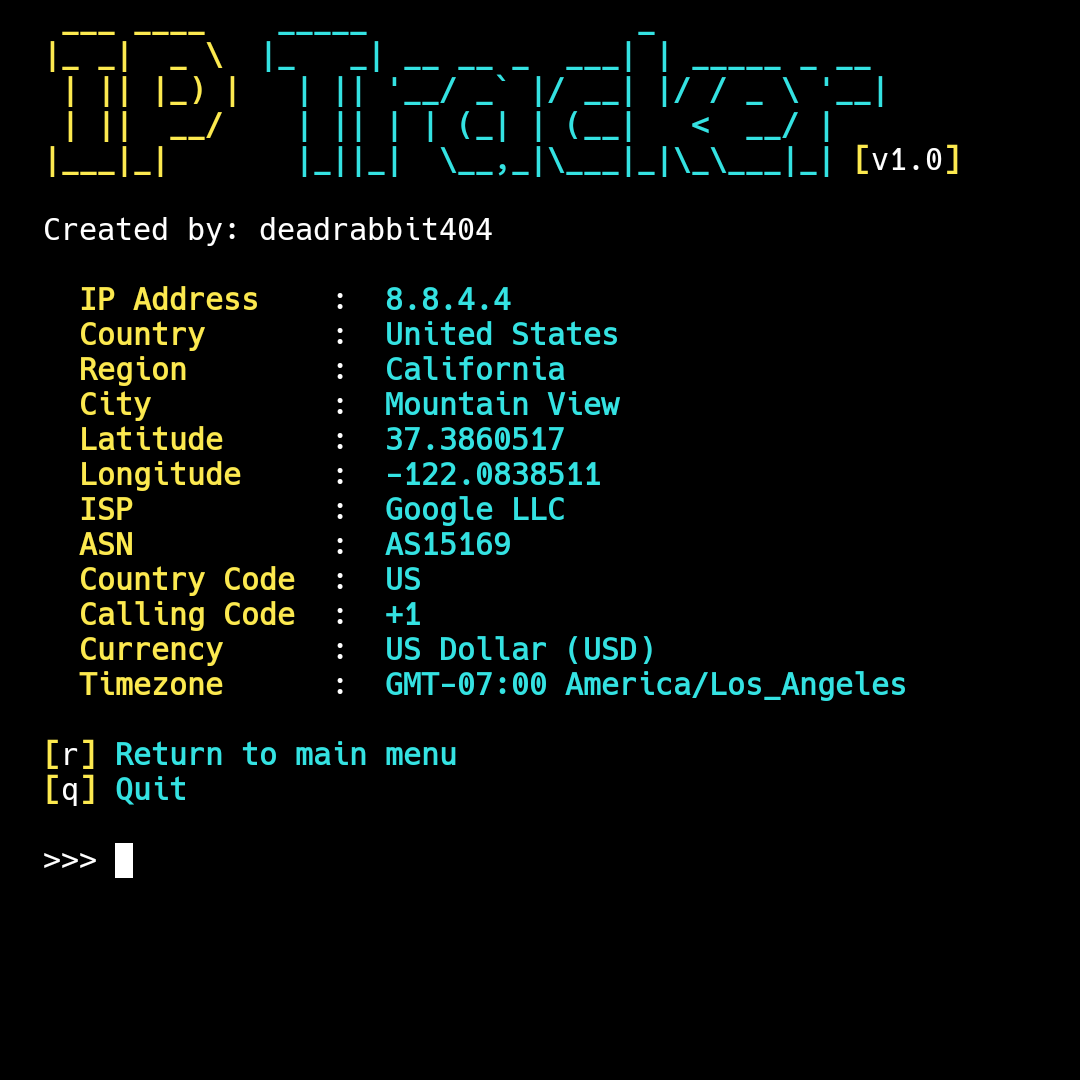 IP Tracker [v1.0]
Created by: deadrabbit404
IP Address : 8.8.4.4
Country : United States
Region : California
City : Mountain View
Latitude : 37.3860517
Longitude : -122.0838511
ISP : Google LLC
ASN : AS15169
Country Code : US
Calling Code : +1
Currency : US Dollar (USD)
Timezone : GMT-07:00 America/Los_Angeles
[r] Return to main menu
[q] Quit
>>>